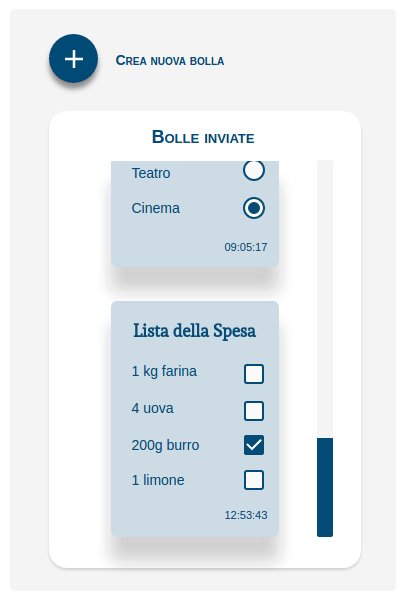 Crea nuova bolla
Bolle inviate
Teatro
Cinema
09:05:17
Lista della Spesa
1 kg farina
4 uova
200g burro
1 limone
12:53:43